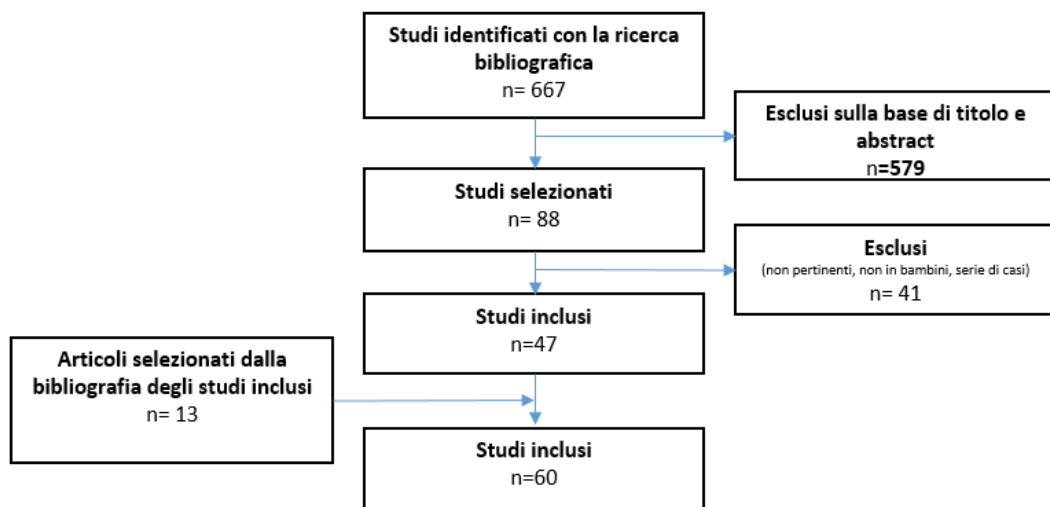 Studi identificati con la ricerca
bibliografica
n= 667
Esclusi sulla base di titolo e
abstract
n=579
Studi selezionati
n= 88
Esclusi
(non pertinenti, non in bambini, serie di casi)
n= 41
Studi inclusi
n=47
Articoli selezionati dalla
bibliografia degli studi inclusi
n= 13
Studi inclusi
n=60